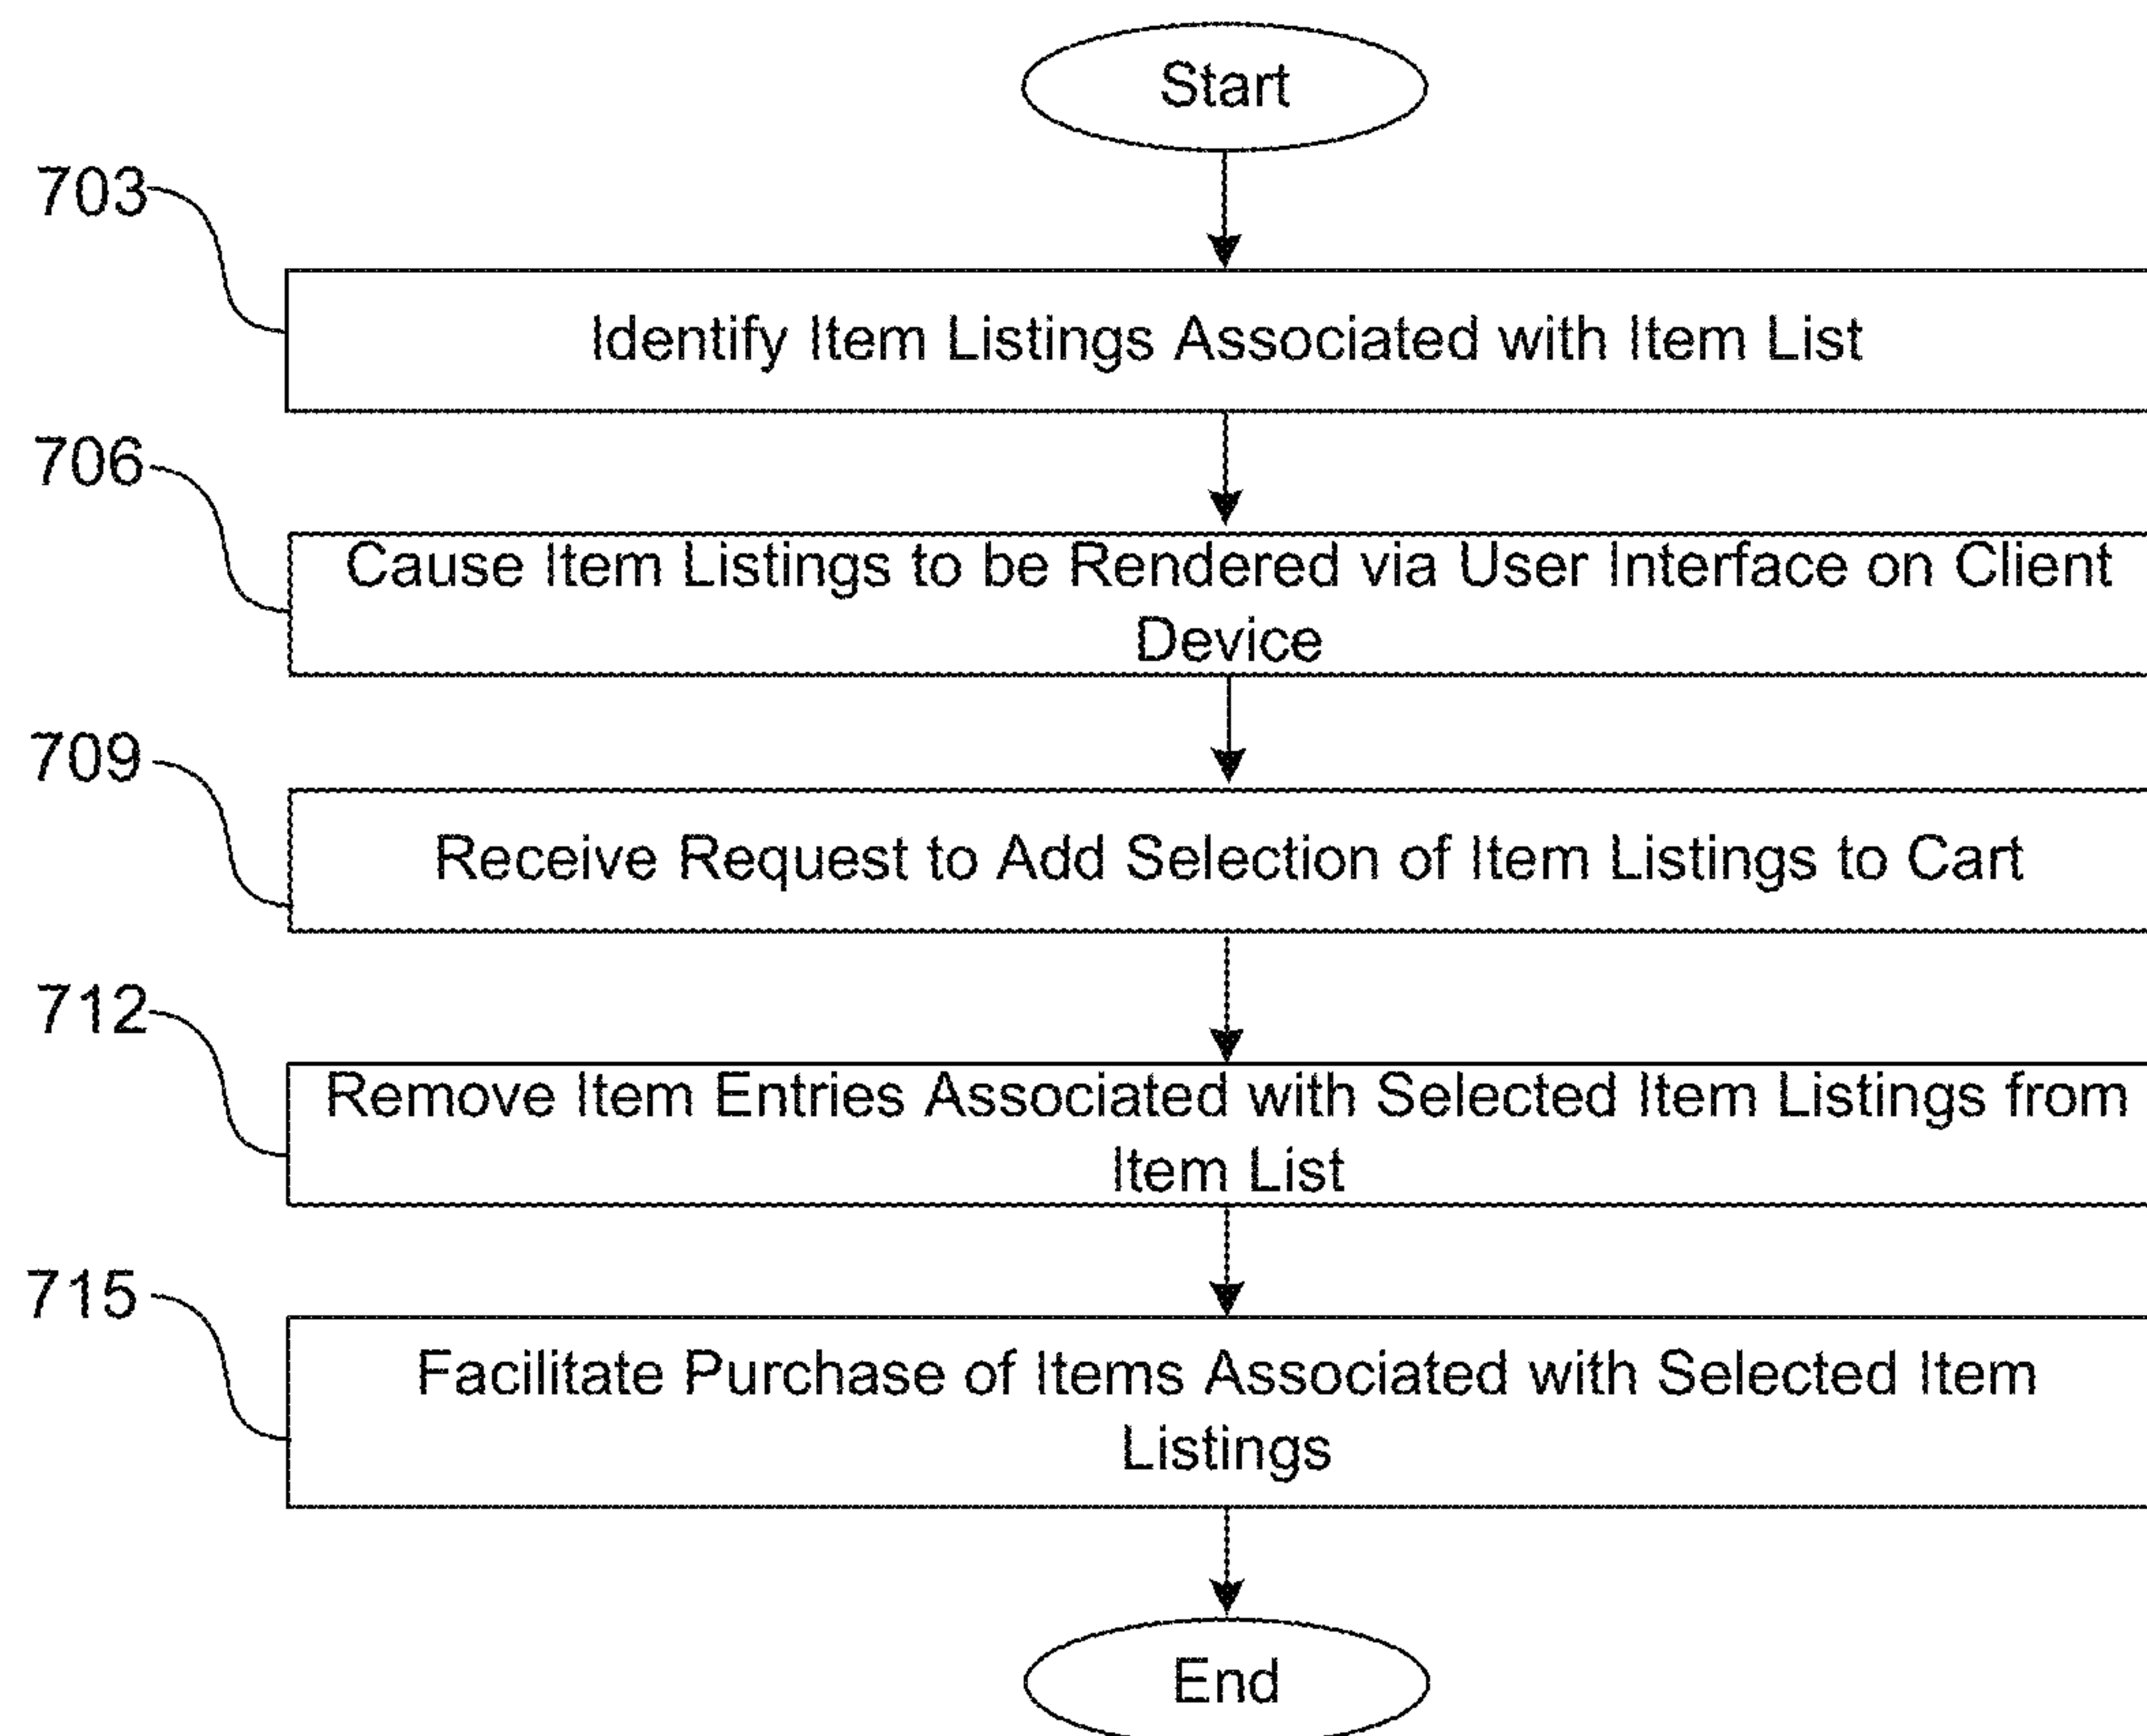 Start
703
Identify Item Listings Associated with Item List
706
Cause Item Listings to be Rendered via User Interface on Client
Device
709
Receive Request to Add Selection of Item Listings to Cart
712
Remove Item Entries Associated with Selected Item Listings from
Item List
715
Facilitate Purchase of Items Associated with Selected Item
Listings
End